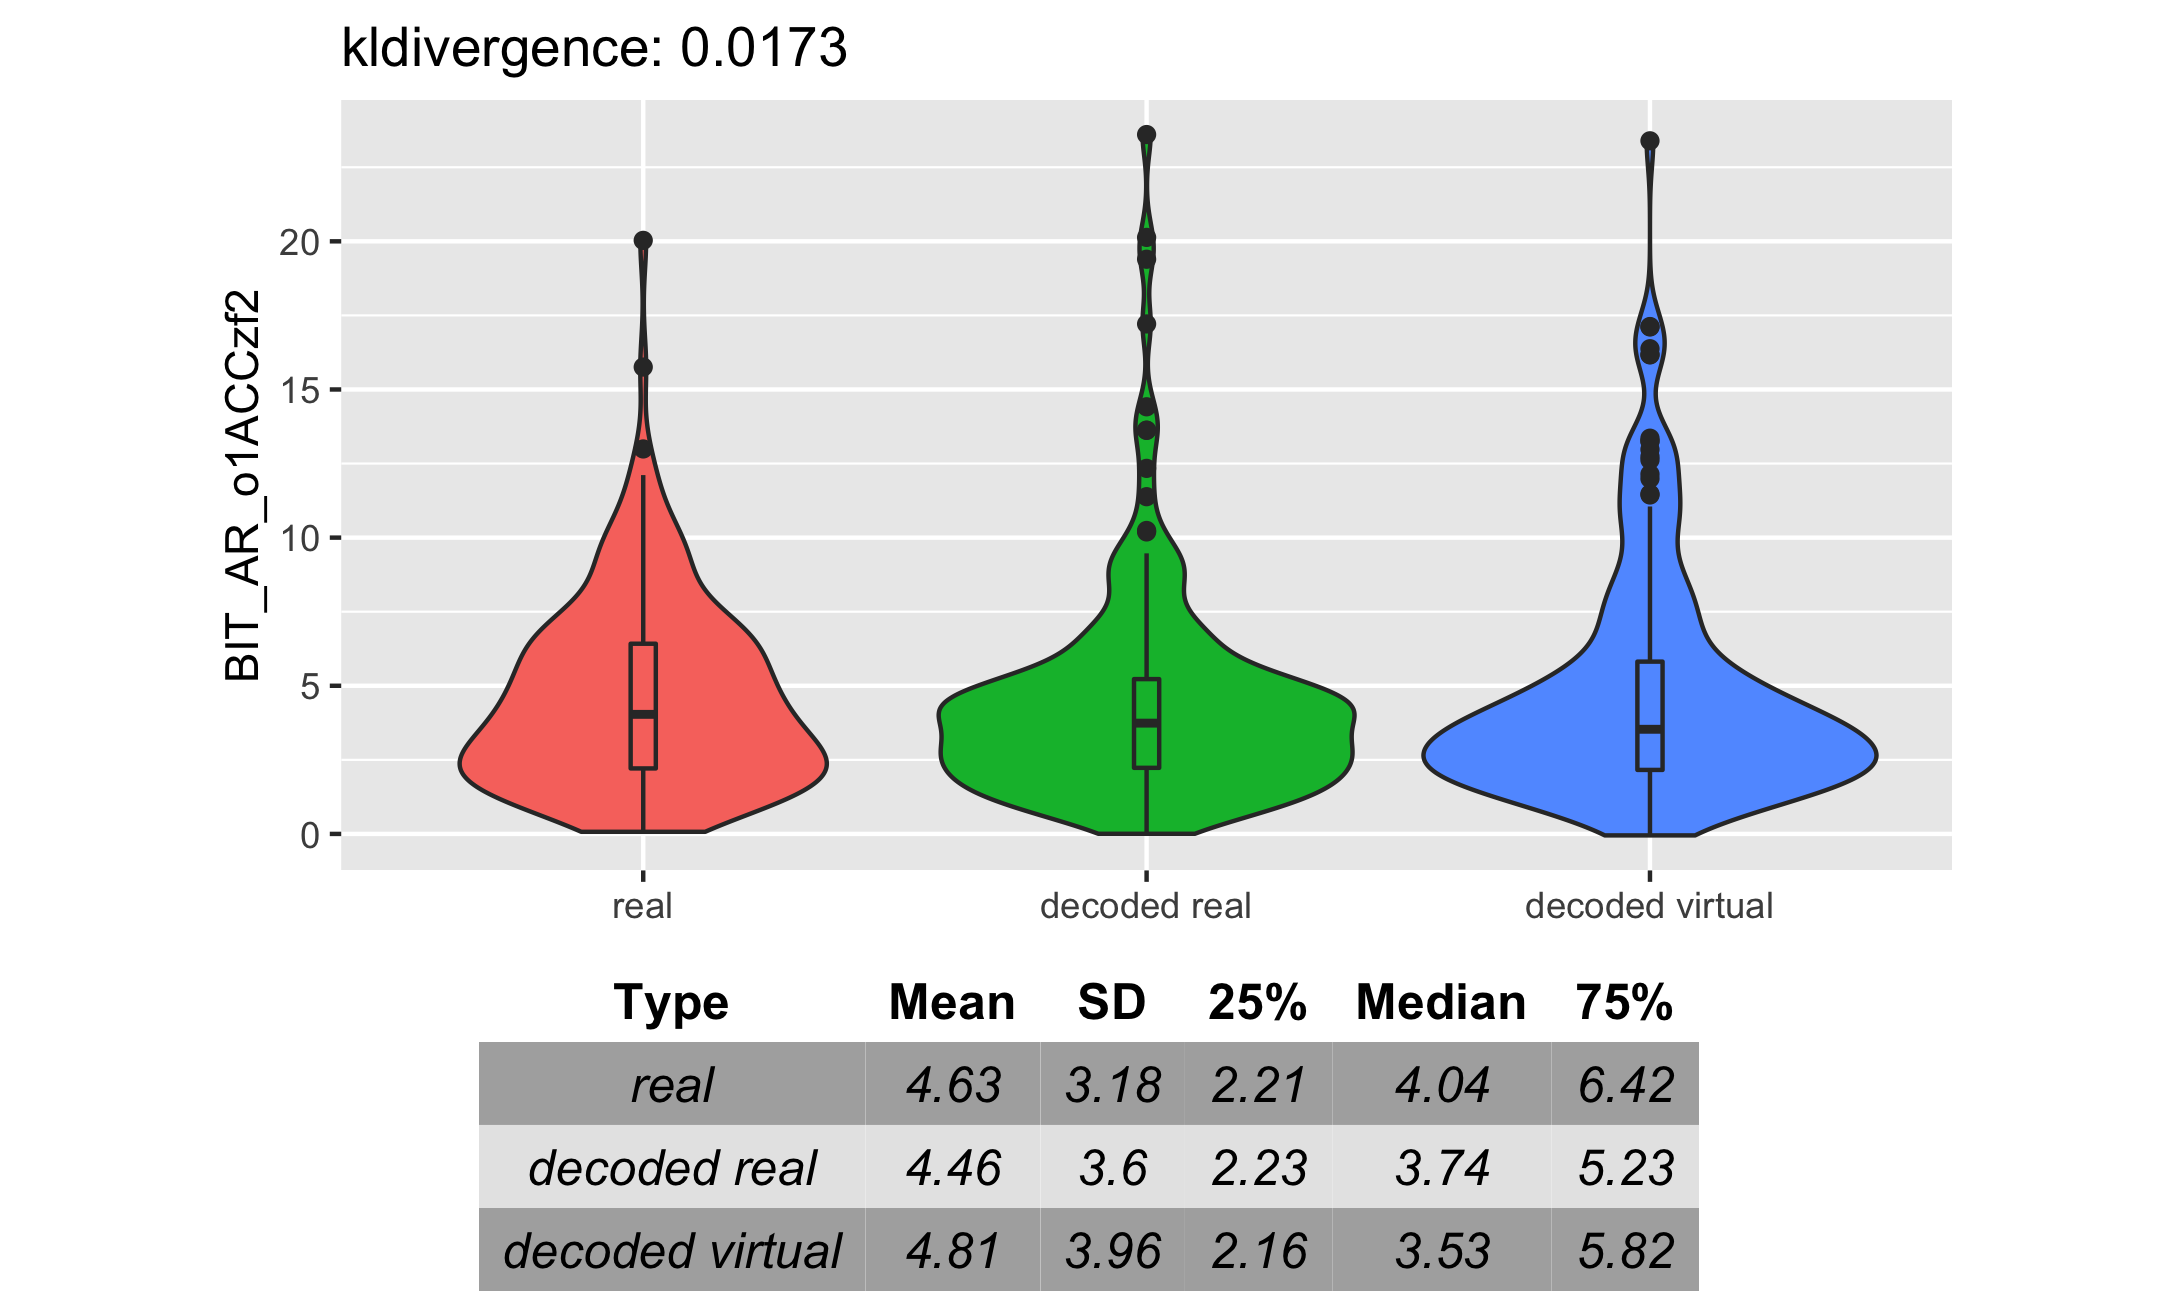 kldivergence: 0.0173
BIT_AR_o1ACCzf2
20
15
10
5
0
real decoded real decoded virtual
Type Mean SD 25% Median 75%
real 4.63 3.18 2.21 4.04 6.42
decoded real 4.46 3.6 2.23 3.74 5.23
decoded virtual 4.81 3.96 2.16 3.53 5.82